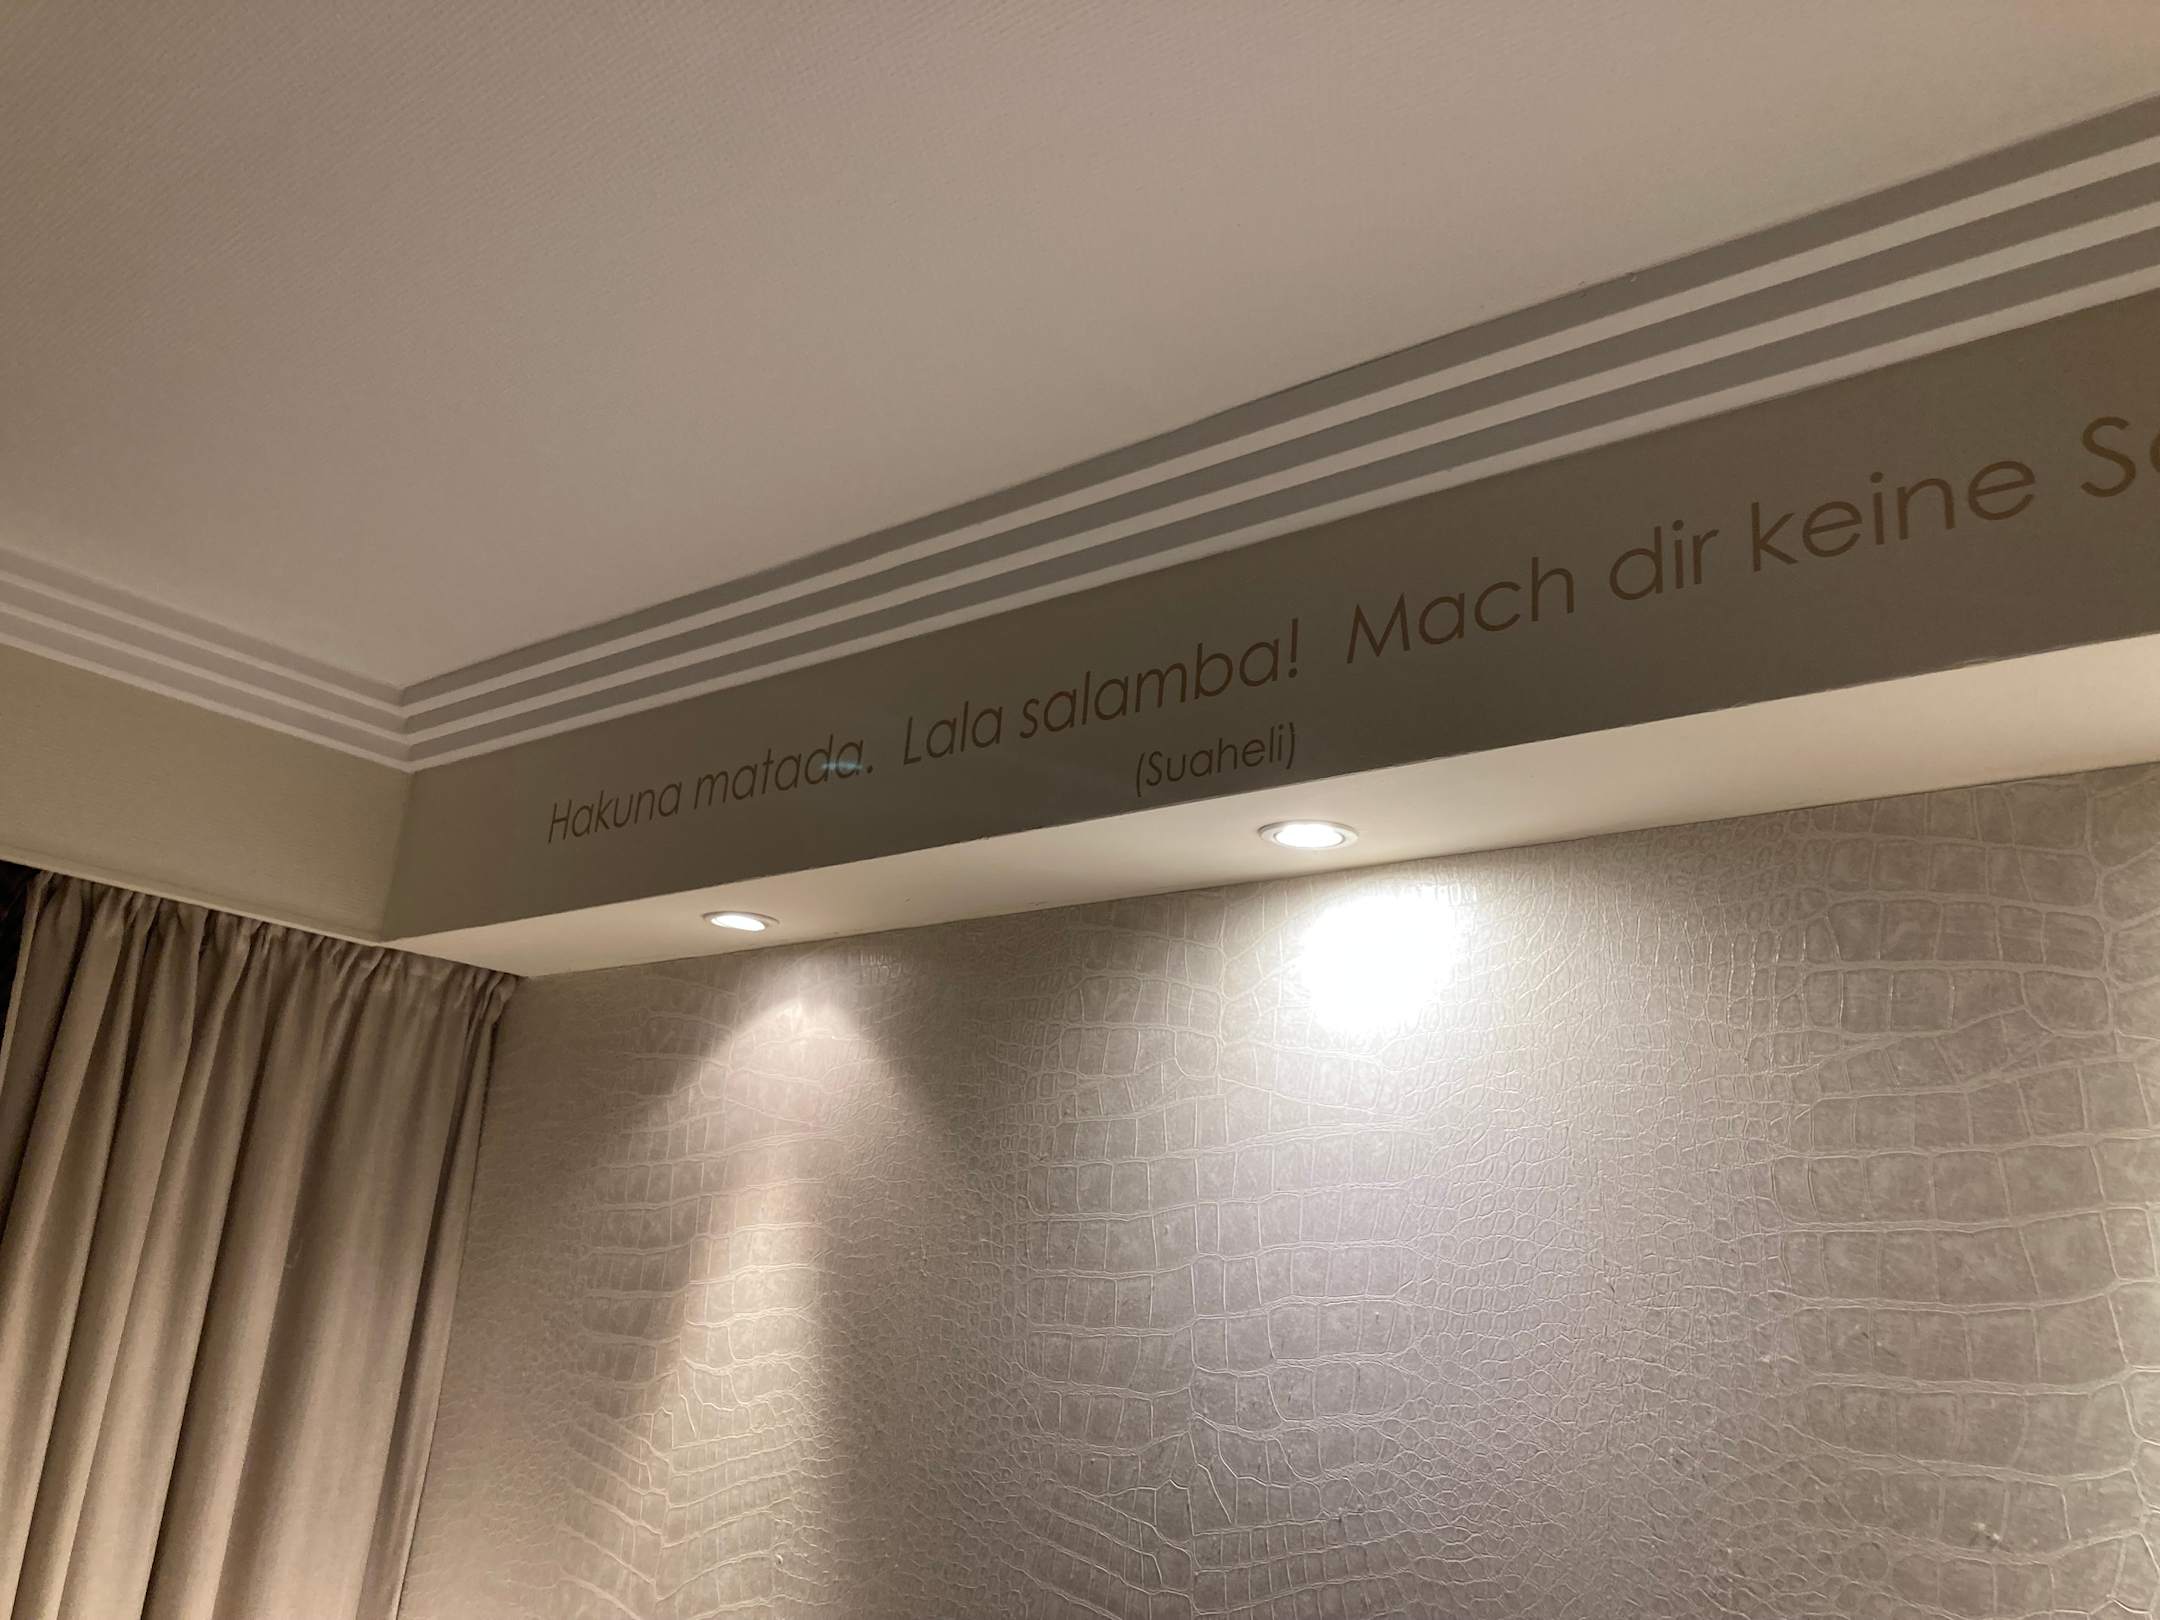 Hakuna matada. Lala salamba! Mach dir keine
(Suaheli)